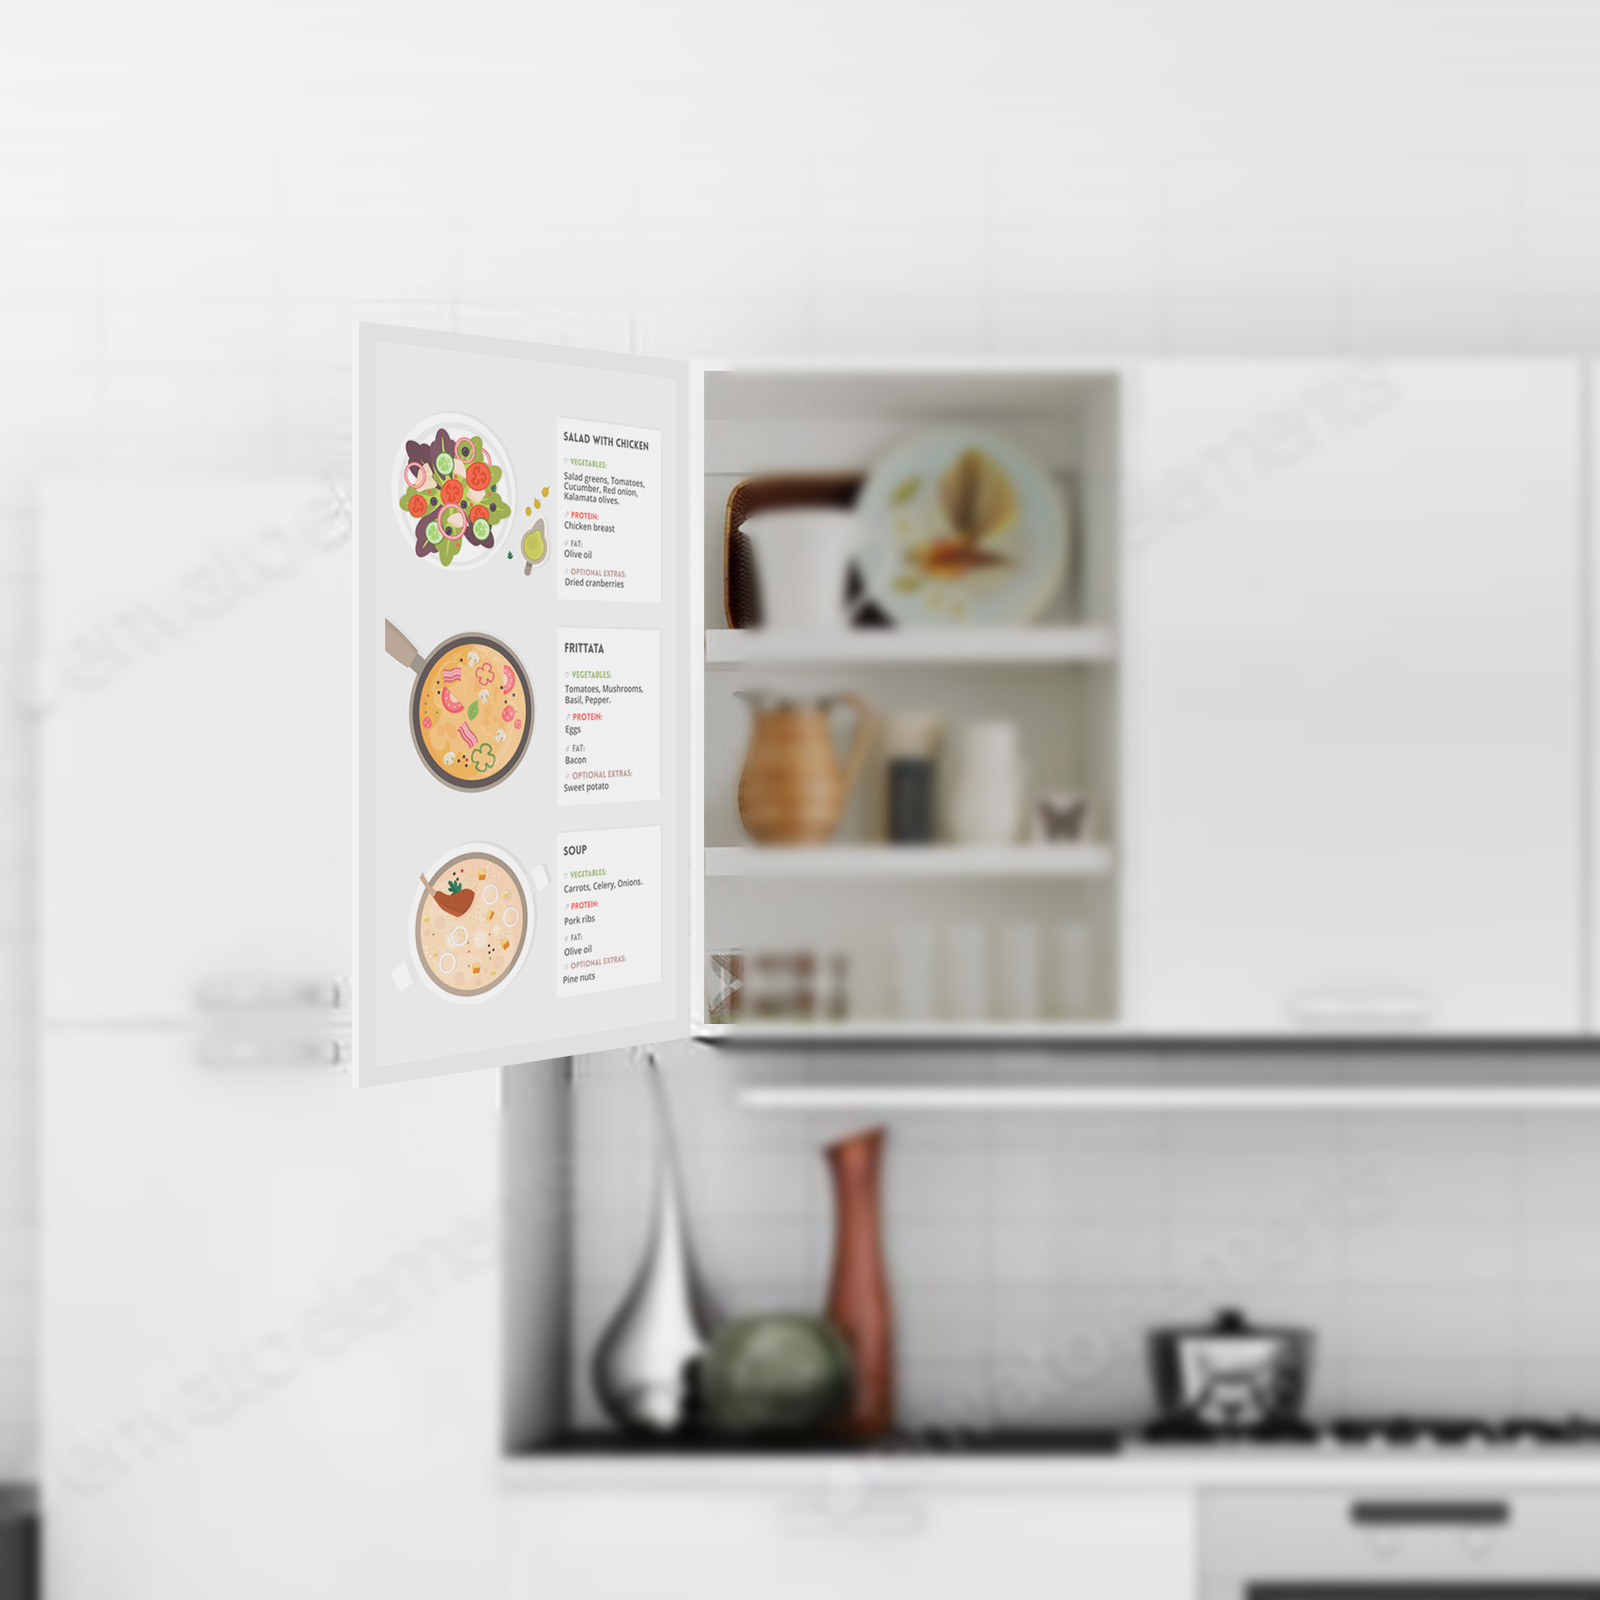 SALAD WITH CHICKEN
VEGETABLES:
Salad greens, Tomatoes,
Cucumber, Red onion,
Kalamata olives.
PROTEIN:
Chicken breast
FAT:
Olive oil
OPTIONAL EXTRAS:
Dried cranberries
FRITTATA
VEGETABLES:
Tomatoes, Mushrooms,
Basil, Pepper.
PROTEIN:
Eggs
FAT:
Bacon
OPTIONAL EXTRAS:
Sweet potato
SOUP
VEGETABLES:
Carrots, Celery, Onions.
PROTEIN:
Pork ribs
FAT:
Olive oil
OPTIONAL EXTRAS:
Pine nuts
envato elements
envato elements